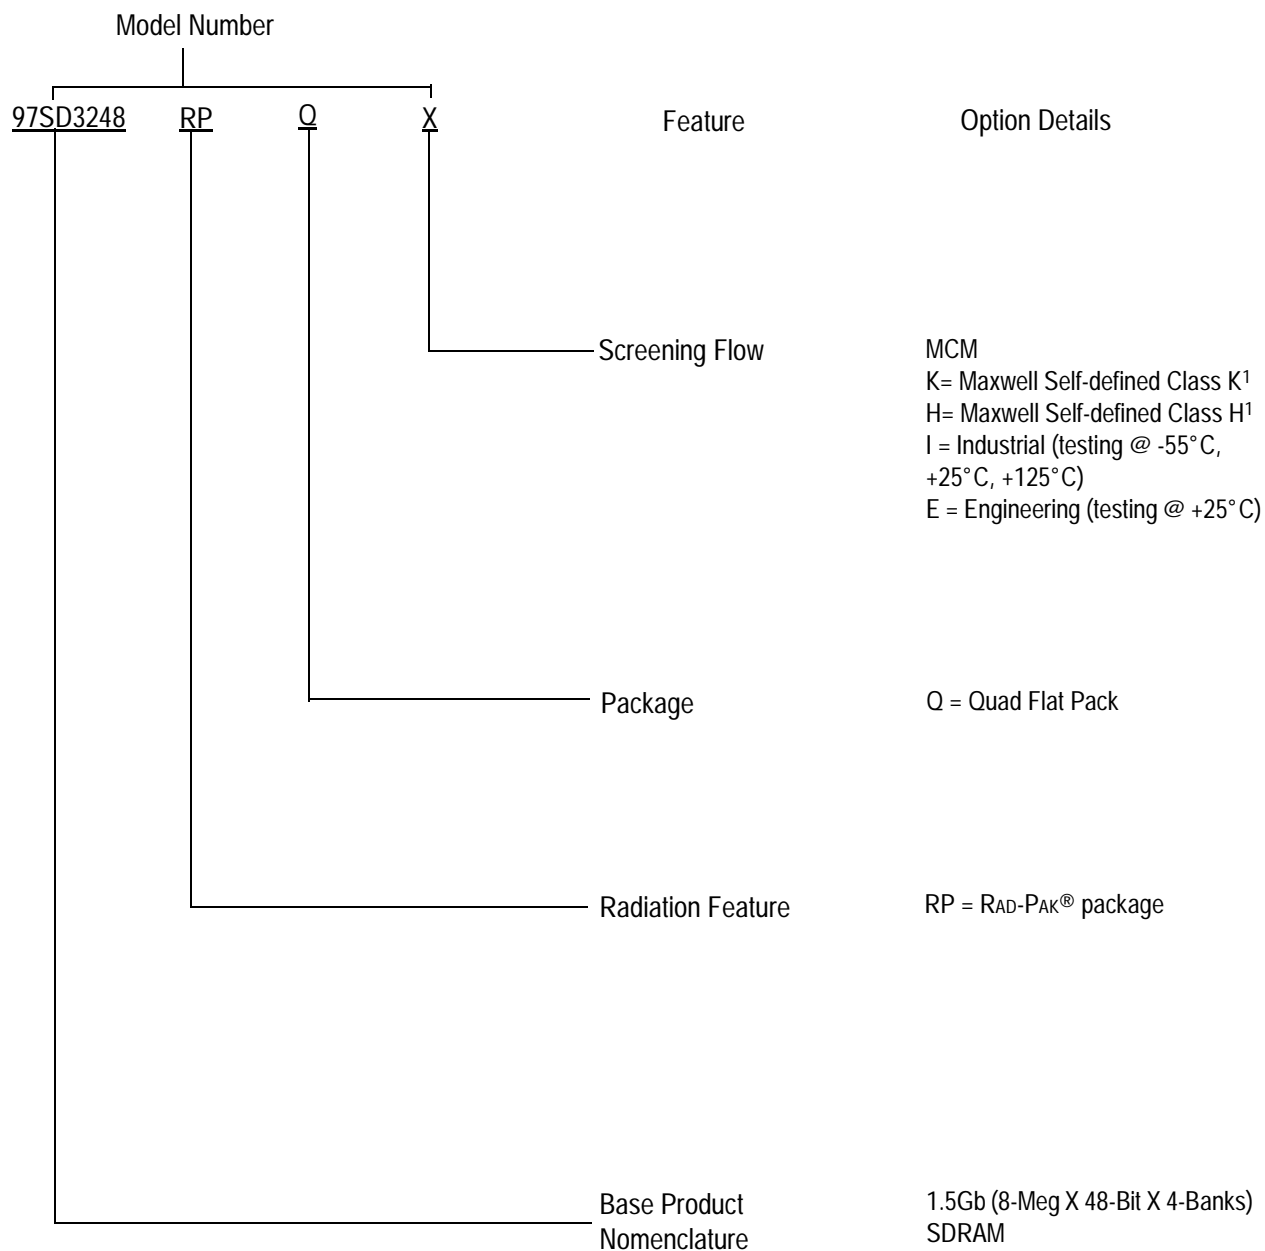 Model Number
97SD3248 RP Q X Feature Option Details
Screening Flow
MCM
K= Maxwell Self-defined Class K1
H= Maxwell Self-defined Class H1
I = Industrial (testing @ -55°C,
+25°C, +125°C)
E = Engineering (testing @ +25°C)
Package
Q = Quad Flat Pack
Radiation Feature
RP = RAD-PAK® package
Base Product
Nomenclature
1.5Gb (8-Meg X 48-Bit X 4-Banks)
SDRAM